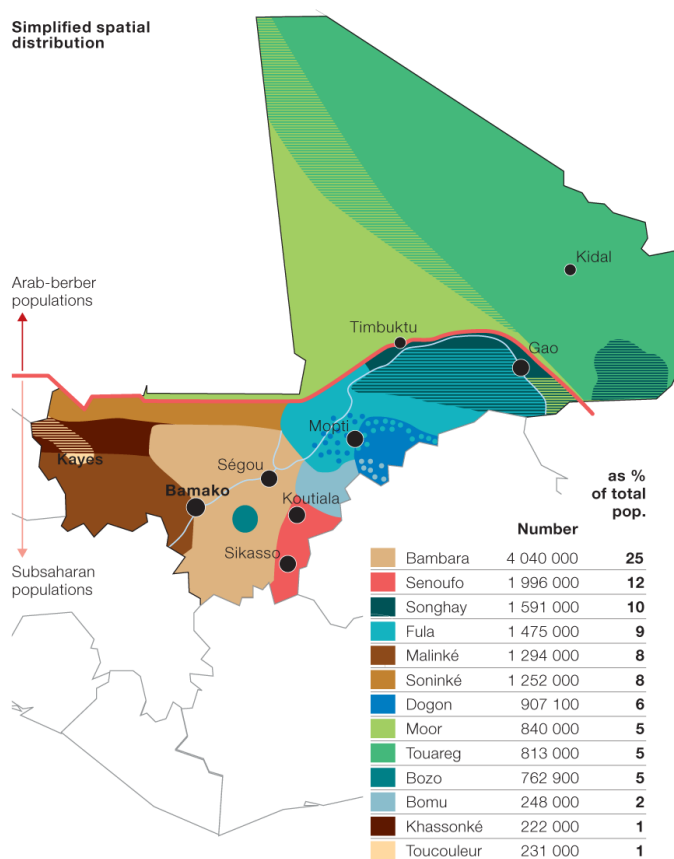 Simplified spatial
distribution
Kidal
Arab-berber
populations
Timbuktu
Gao
Mopti
Kayes
Ségou
Bamako
Koutiala
Sikasso
Subsaharan
populations
as %
of total
pop.
Number
Bambara 4 040 000 25
Senoufo 1 996 000 12
Songhay 1 591 000 10
Fula 1 475 000 9
Malinké 1 294 000 8
Soninké 1 252 000 8
Dogon 907 100 6
Moor 840 000 5
Touareg 813 000 5
Bozo 762 900 5
Bomu 248 000 2
Khassonké 222 000 1
Toucouleur 231 000 1